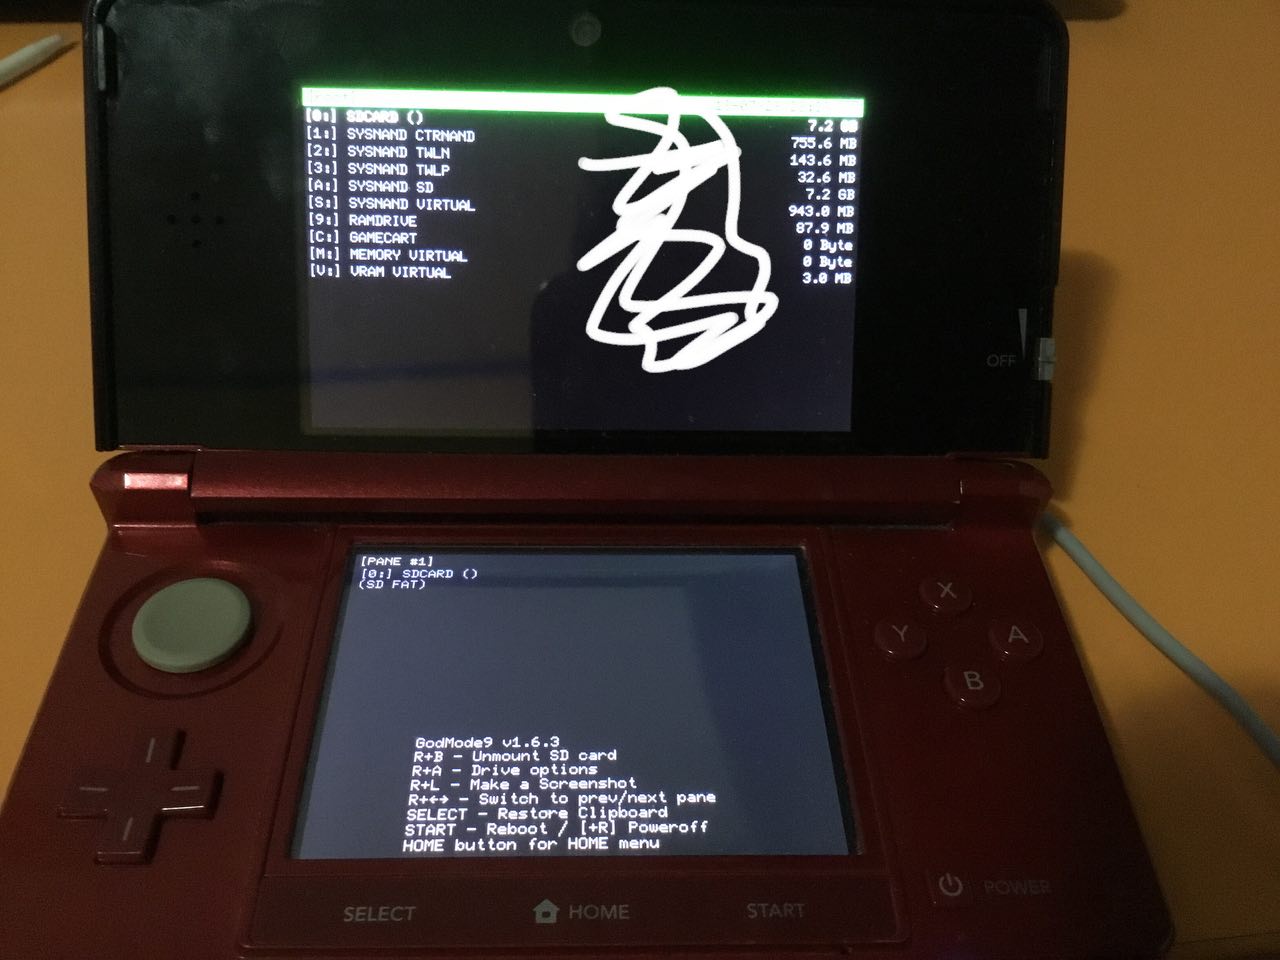 [0:] SDCARD () 7.2 GB
[1:] SYSNAND CTRNAND 755.6 MB
[2:] SYSNAND TWLN 143.6 MB
[3:] SYSNAND TWLP 32.6 MB
[A:] SYSNAND SD 7.2 GB
[S:] SYSNAND VIRTUAL 943.0 MB
[9:] RAMDRIVE 87.9 MB
[C:] GAMECART 0 Byte
[M:] MEMORY VIRTUAL 0 Byte
[V:] VRAM VIRTUAL 3.0 MB
OFF
[PANE #1]
[0:] SDCARD ()
(SD FAT)
GodMode9 v1.6.3
R+B - Unmount SD card
R+A - Drive options
R+L - Make a Screenshot
R+←→ - Switch to prev/next pane
SELECT - Restore Clipboard
START - Reboot / [+R] Poweroff
HOME button for HOME menu
X
Y
A
B
POWER
SELECT
HOME
START